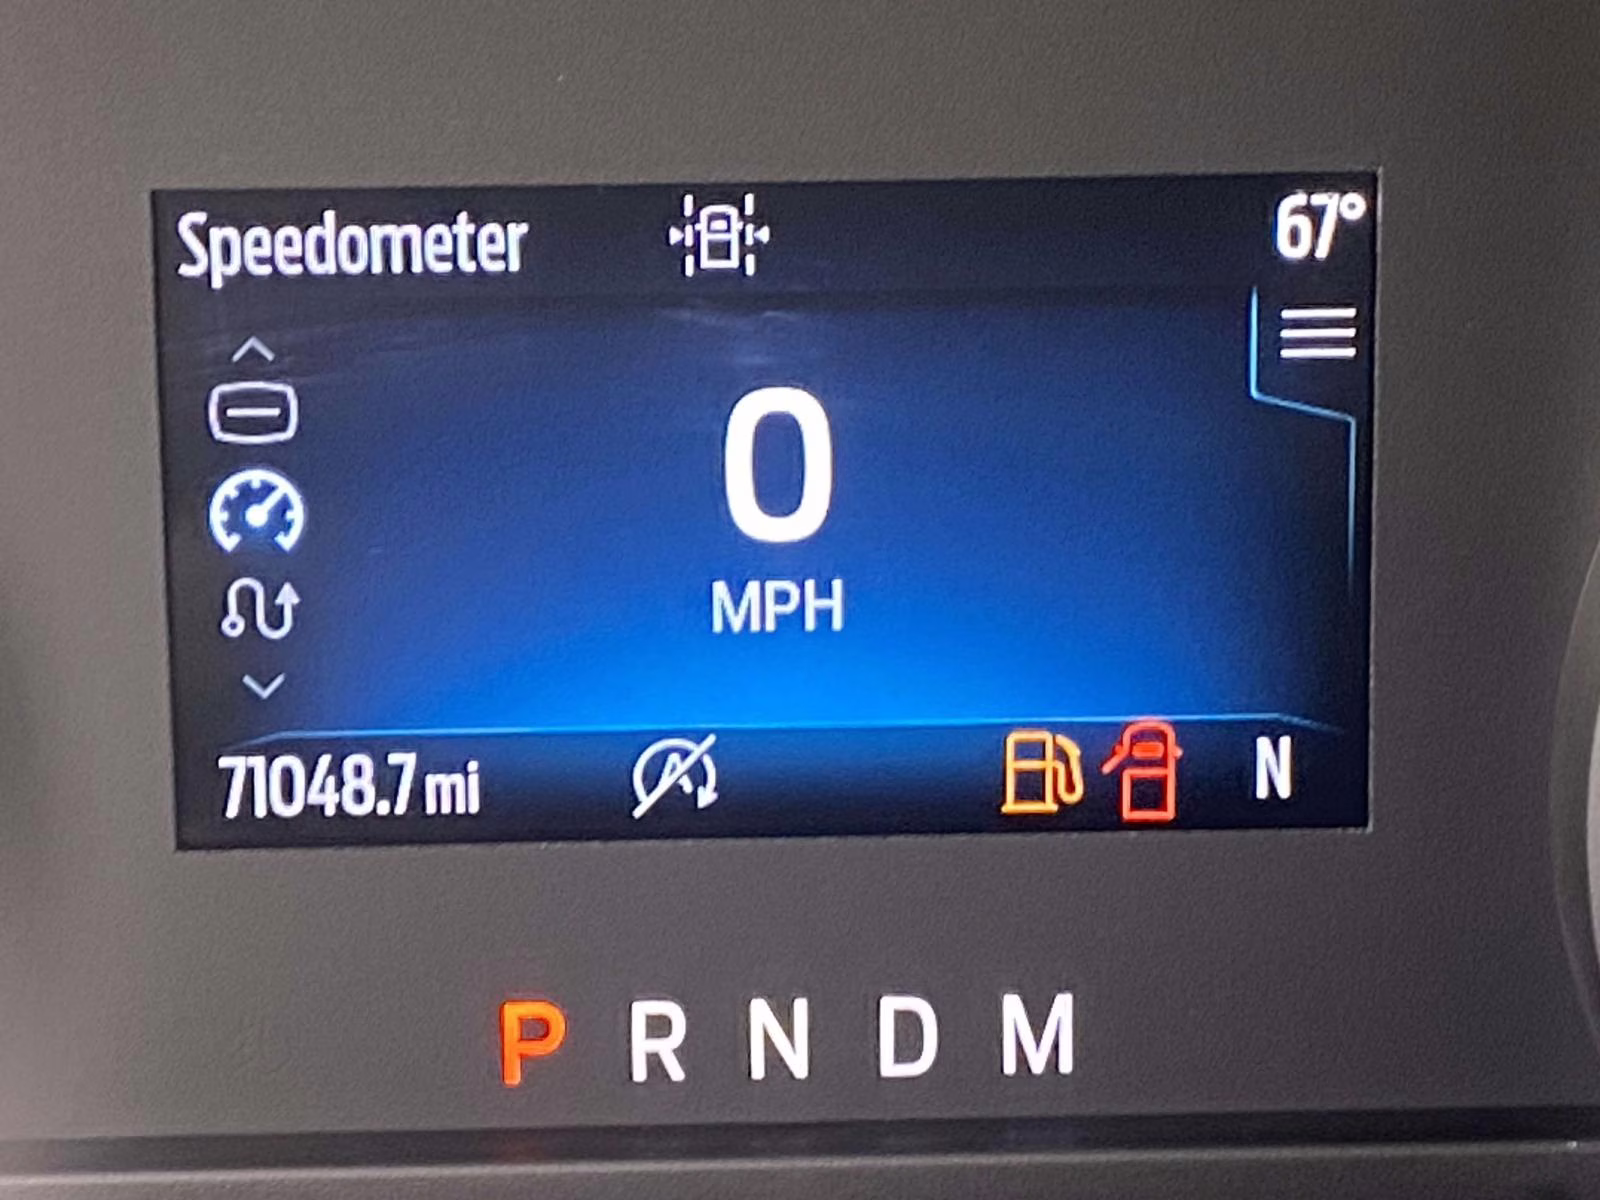 Speedometer
67°
0
MPH
71048.7 mi
N
P R N D M